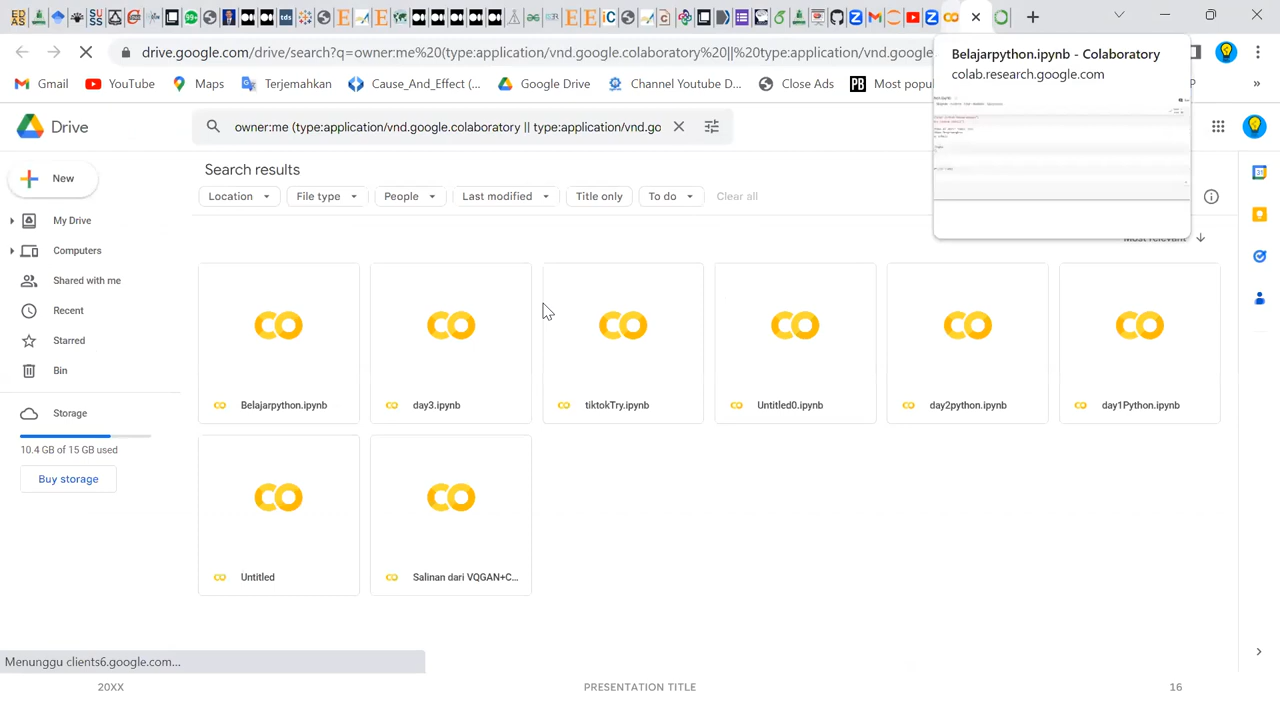 drive.google.com/drive/search?q=owner:me%20(type:application/vnd.google.colaboratory%20||%20type:application/vnd.google
Belajarpython.ipynb - Colaboratory
colab.research.google.com
Gmail
YouTube
Maps
Terjemahkan
Cause_And_Effect (...
Google Drive
Channel Youtube D...
Close Ads
Most popu
»
Drive
r:me (type:application/vnd.google.colaboratory || type:application/vnd.go
New
Search results
Location
File type
People
Last modified
Title only
To do
Clear all
My Drive
Computers
Shared with me
Recent
Starred
Bin
Storage
10.4 GB of 15 GB used
Buy storage
Most relevant
Belajarpython.ipynb
day3.ipynb
tiktokTry.ipynb
Untitled0.ipynb
day2python.ipynb
day1Python.ipynb
Untitled
Salinan dari VQGAN+C...
Menunggu clients6.google.com...
20XX
PRESENTATION TITLE
16